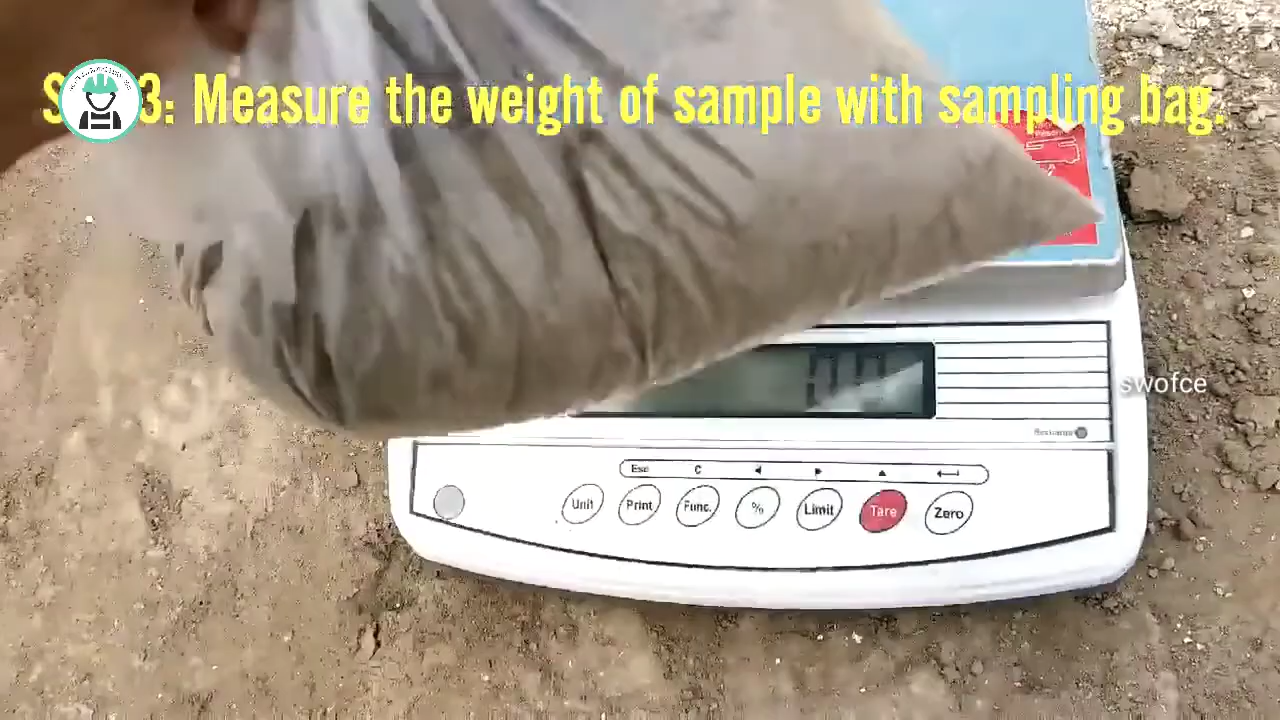 3: Measure the weight of sample with sampling bag.
swofce
Esc C
Unit Print Func. % Limit Tare Zero